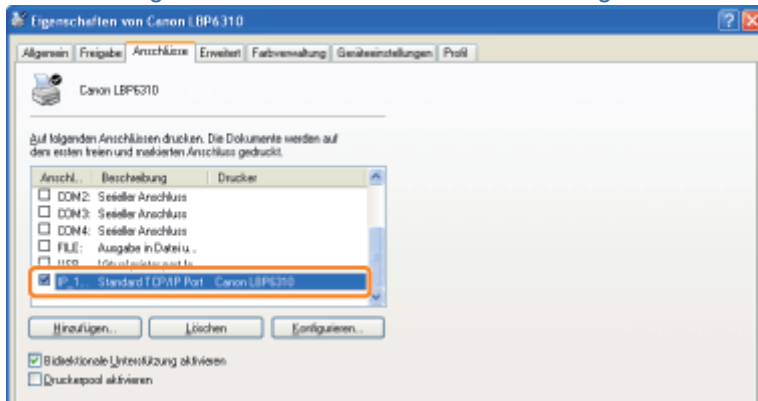 Eigenschaften von Canon LBP6310
Allgemein Freigabe Anschlüsse Erweitert Farbverwaltung Geräteeinstellungen Profil
Canon LBP6310
Auf folgenden Anschlüssen drucken. Die Dokumente werden auf
dem ersten freien und markierten Anschluss gedruckt.
Anschl... Beschreibung Drucker
COM2: Serieller Anschluss
COM3: Serieller Anschluss
COM4: Serieller Anschluss
FILE: Ausgabe in Datei u...
IP_1... Standard TCP/IP Port Canon LBP6310
Hinzufügen... Löschen Konfigurieren...
Bidirektionale Unterstützung aktivieren
Druckerpool aktivieren